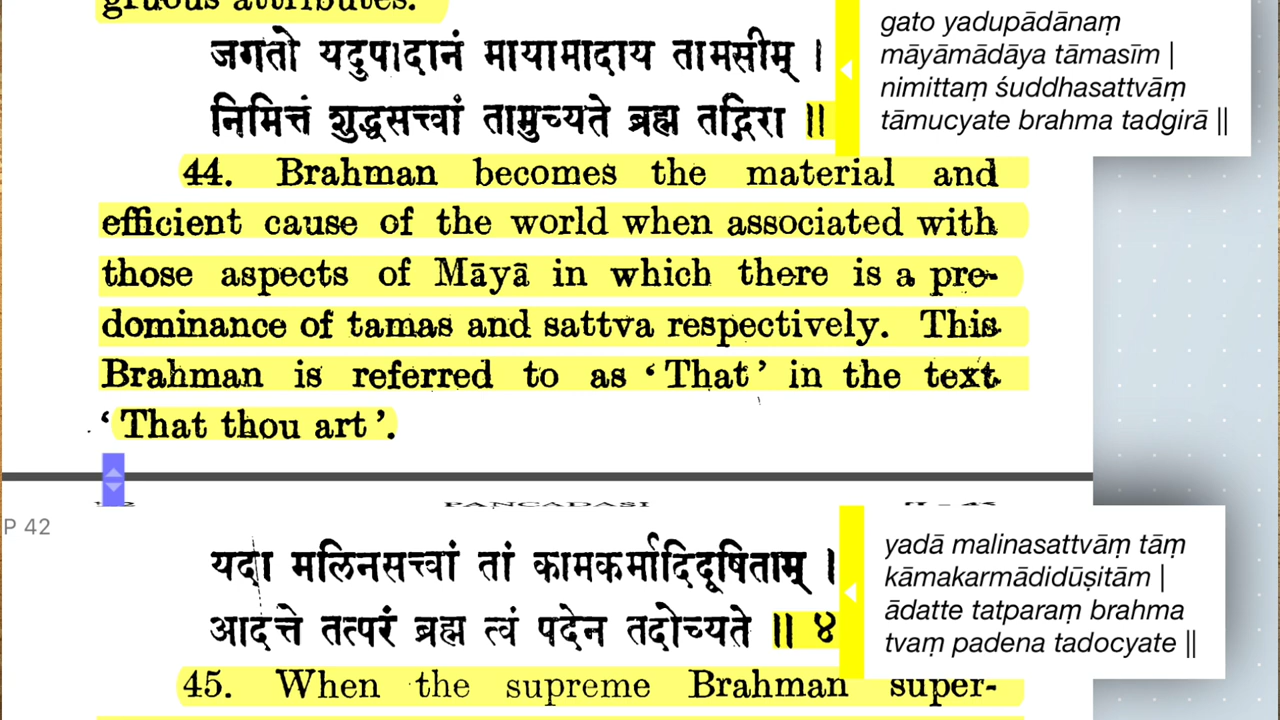 gruous attributes.
जगतो यदुपादानं मायामादाय तामसीम् ।
निमित्तं शुद्धसत्त्वां तामुच्यते ब्रह्म तद्गिरा ॥
gato yadupādānaṃ
māyāmādāya tāmasīm |
nimittaṃ śuddhasattvāṃ
tāmucyate brahma tadgirā ||
44. Brahman becomes the material and
efficient cause of the world when associated with
those aspects of Māyā in which there is a pre-
dominance of tamas and sattva respectively. This
Brahman is referred to as ‘ That ’ in the text
‘ That thou art ’.
PANCADASI
P 42
यदा मलिनसत्त्वां तां कामकर्मादिदूषिताम् ।
आदत्ते तत्परं ब्रह्म त्वं पदेन तदोच्यते ॥ ४
yadā malinasattvāṃ tāṃ
kāmakarmādidūṣitām |
ādatte tatparaṃ brahma
tvaṃ padena tadocyate ||
45. When the supreme Brahman super-